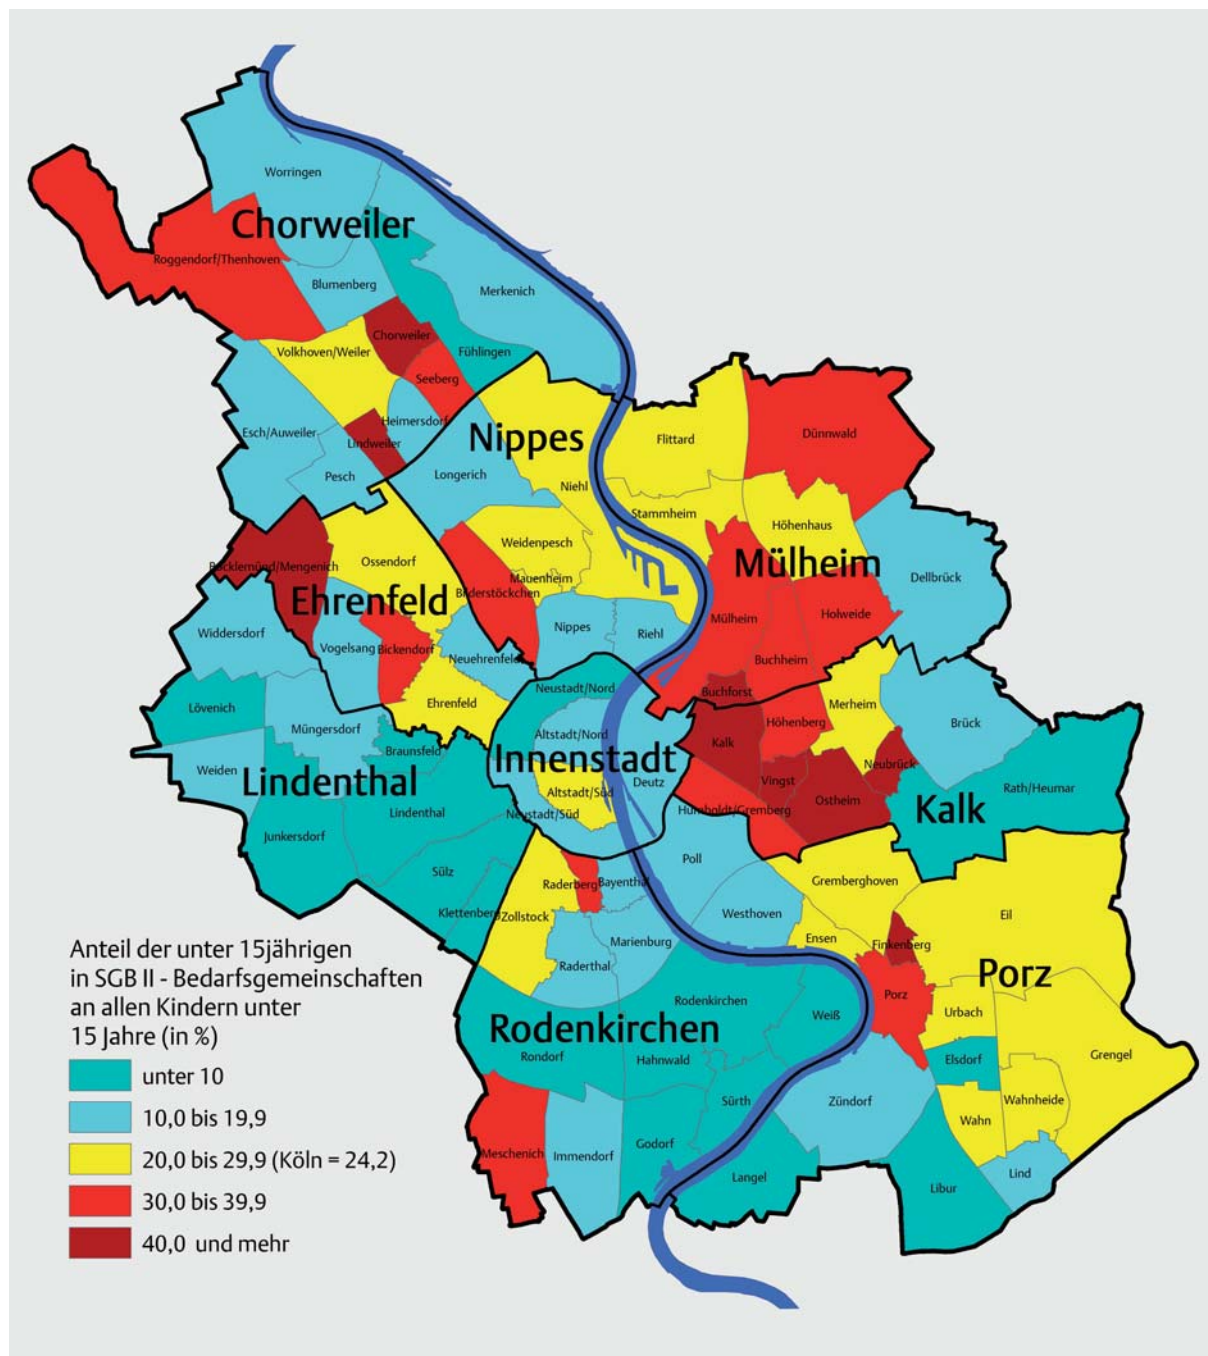 Worringen
Chorweiler
Roggendorf/Thenhoven
Blumenberg
Merkenich
Chorweiler
Volkhoven/Weiler
Fühlingen
Seeberg
Heimersdorf
Esch/Auweiler
Lindweiler
Pesch
Nippes
Longerich
Niehl
Flittard
Dünnwald
Stammheim
Höhenhaus
Weidenpesch
Mauenheim
Bilderstöckchen
Mülheim
Dellbrück
Ossendorf
Bocklemünd/Mengenich
Ehrenfeld
Mülheim
Holweide
Nippes
Riehl
Widdersdorf
Vogelsang
Bickendorf
Neuehrenfeld
Buchheim
Ehrenfeld
Neustadt/Nord
Buchforst
Lövenich
Merheim
Müngersdorf
Altstadt/Nord
Höhenberg
Brück
Braunsfeld
Kalk
Innenstadt
Neubrück
Weiden
Lindenthal
Deutz
Vingst
Altstadt/Süd
Ostheim
Rath/Heumar
Lindenthal
Neustadt/Süd
Humboldt/Gremberg
Kalk
Junkersdorf
Poll
Sülz
Raderberg
Bayenthal
Gremberghoven
Klettenberg
Zollstock
Westhoven
Eil
Marienburg
Ensen
Finkenberg
Raderthal
Porz
Porz
Rodenkirchen
Weiß
Urbach
Rodenkirchen
Rondorf
Hahnwald
Elsdorf
Grengel
Sürth
Zündorf
Wahnheide
Wahn
Godorf
Meschenich
Immendorf
Langel
Lind
Libur
Anteil der unter 15jährigen
in SGB II - Bedarfsgemeinschaften
an allen Kindern unter
15 Jahre (in %)
unter 10
10,0 bis 19,9
20,0 bis 29,9 (Köln = 24,2)
30,0 bis 39,9
40,0 und mehr